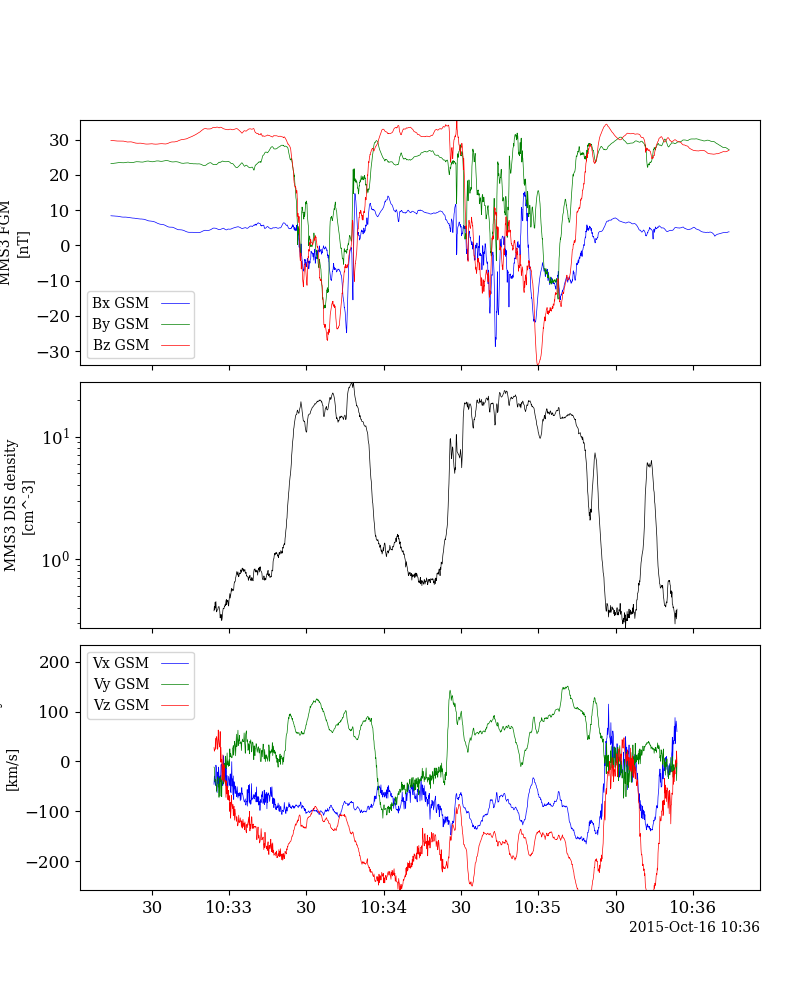 30
20
10
0
−10
−20
−30
MMS3 FGM
[nT]
Bx GSM
By GSM
Bz GSM
10^1
10^0
MMS3 DIS density
[cm^-3]
Vx GSM
Vy GSM
Vz GSM
200
100
0
−100
−200
[km/s]
30 10:33 30 10:34 30 10:35 30 10:36
2015-Oct-16 10:36